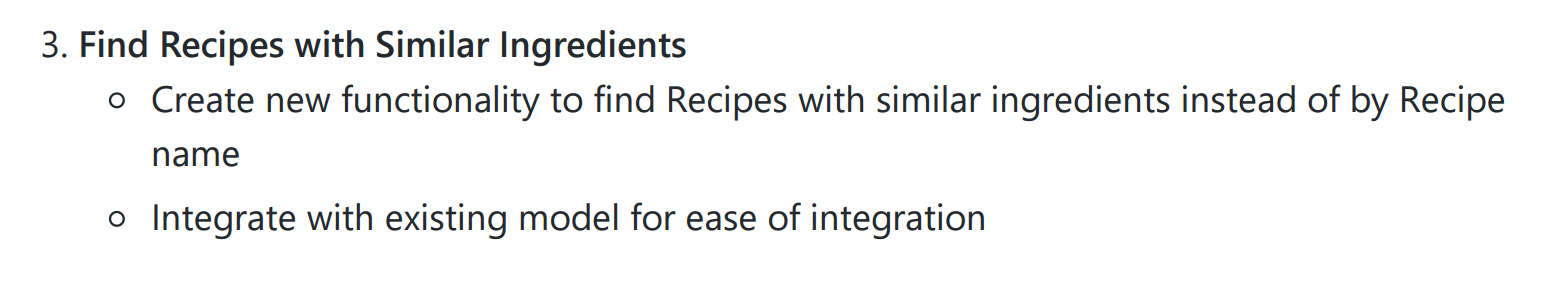 3. Find Recipes with Similar Ingredients
○ Create new functionality to find Recipes with similar ingredients instead of by Recipe
name
○ Integrate with existing model for ease of integration